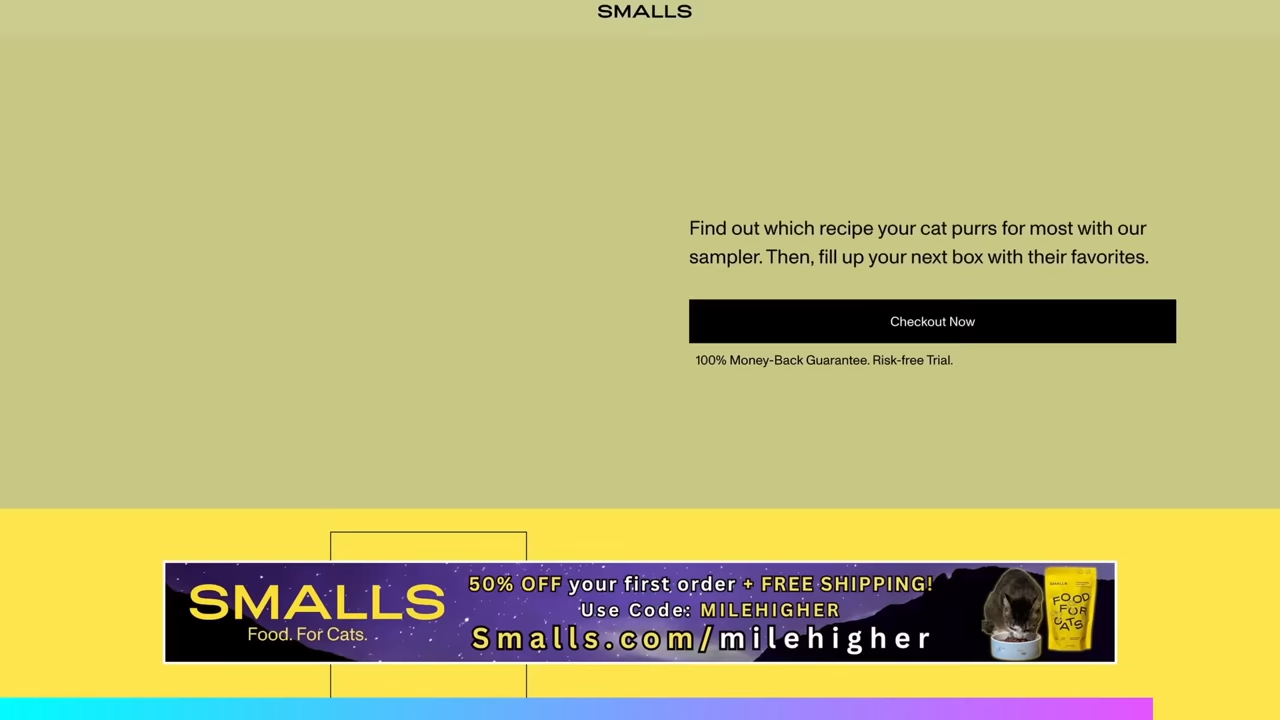 SMALLS
Find out which recipe your cat purrs for most with our
sampler. Then, fill up your next box with their favorites.
Checkout Now
100% Money-Back Guarantee. Risk-free Trial.
SMALLS
Food. For Cats.
50% OFF your first order + FREE SHIPPING!
Use Code: MILEHIGHER
Smalls.com/milehigher
SMALLS
FOOD
FUR
CATS